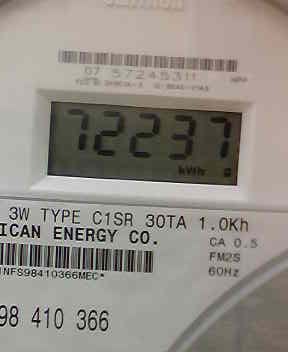 07 57245311
72237
kWh
3W TYPE C1SR 30TA 1.0Kh
ICAN ENERGY CO.
CA 0.5
FM2S
60Hz
INFS98410366MEC*
98 410 366